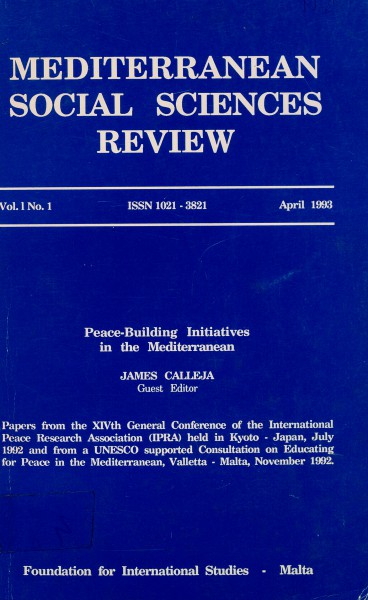 MEDITERRANEAN
SOCIAL SCIENCES
REVIEW
Vol. 1 No. 1 ISSN 1021 - 3821 April 1993
Peace-Building Initiatives
in the Mediterranean
JAMES CALLEJA
Guest Editor
Papers from the XIVth General Conference of the International
Peace Research Association (IPRA) held in Kyoto - Japan, July
1992 and from a UNESCO supported Consultation on Educating
for Peace in the Mediterranean, Valletta - Malta, November 1992.
Foundation for International Studies - Malta